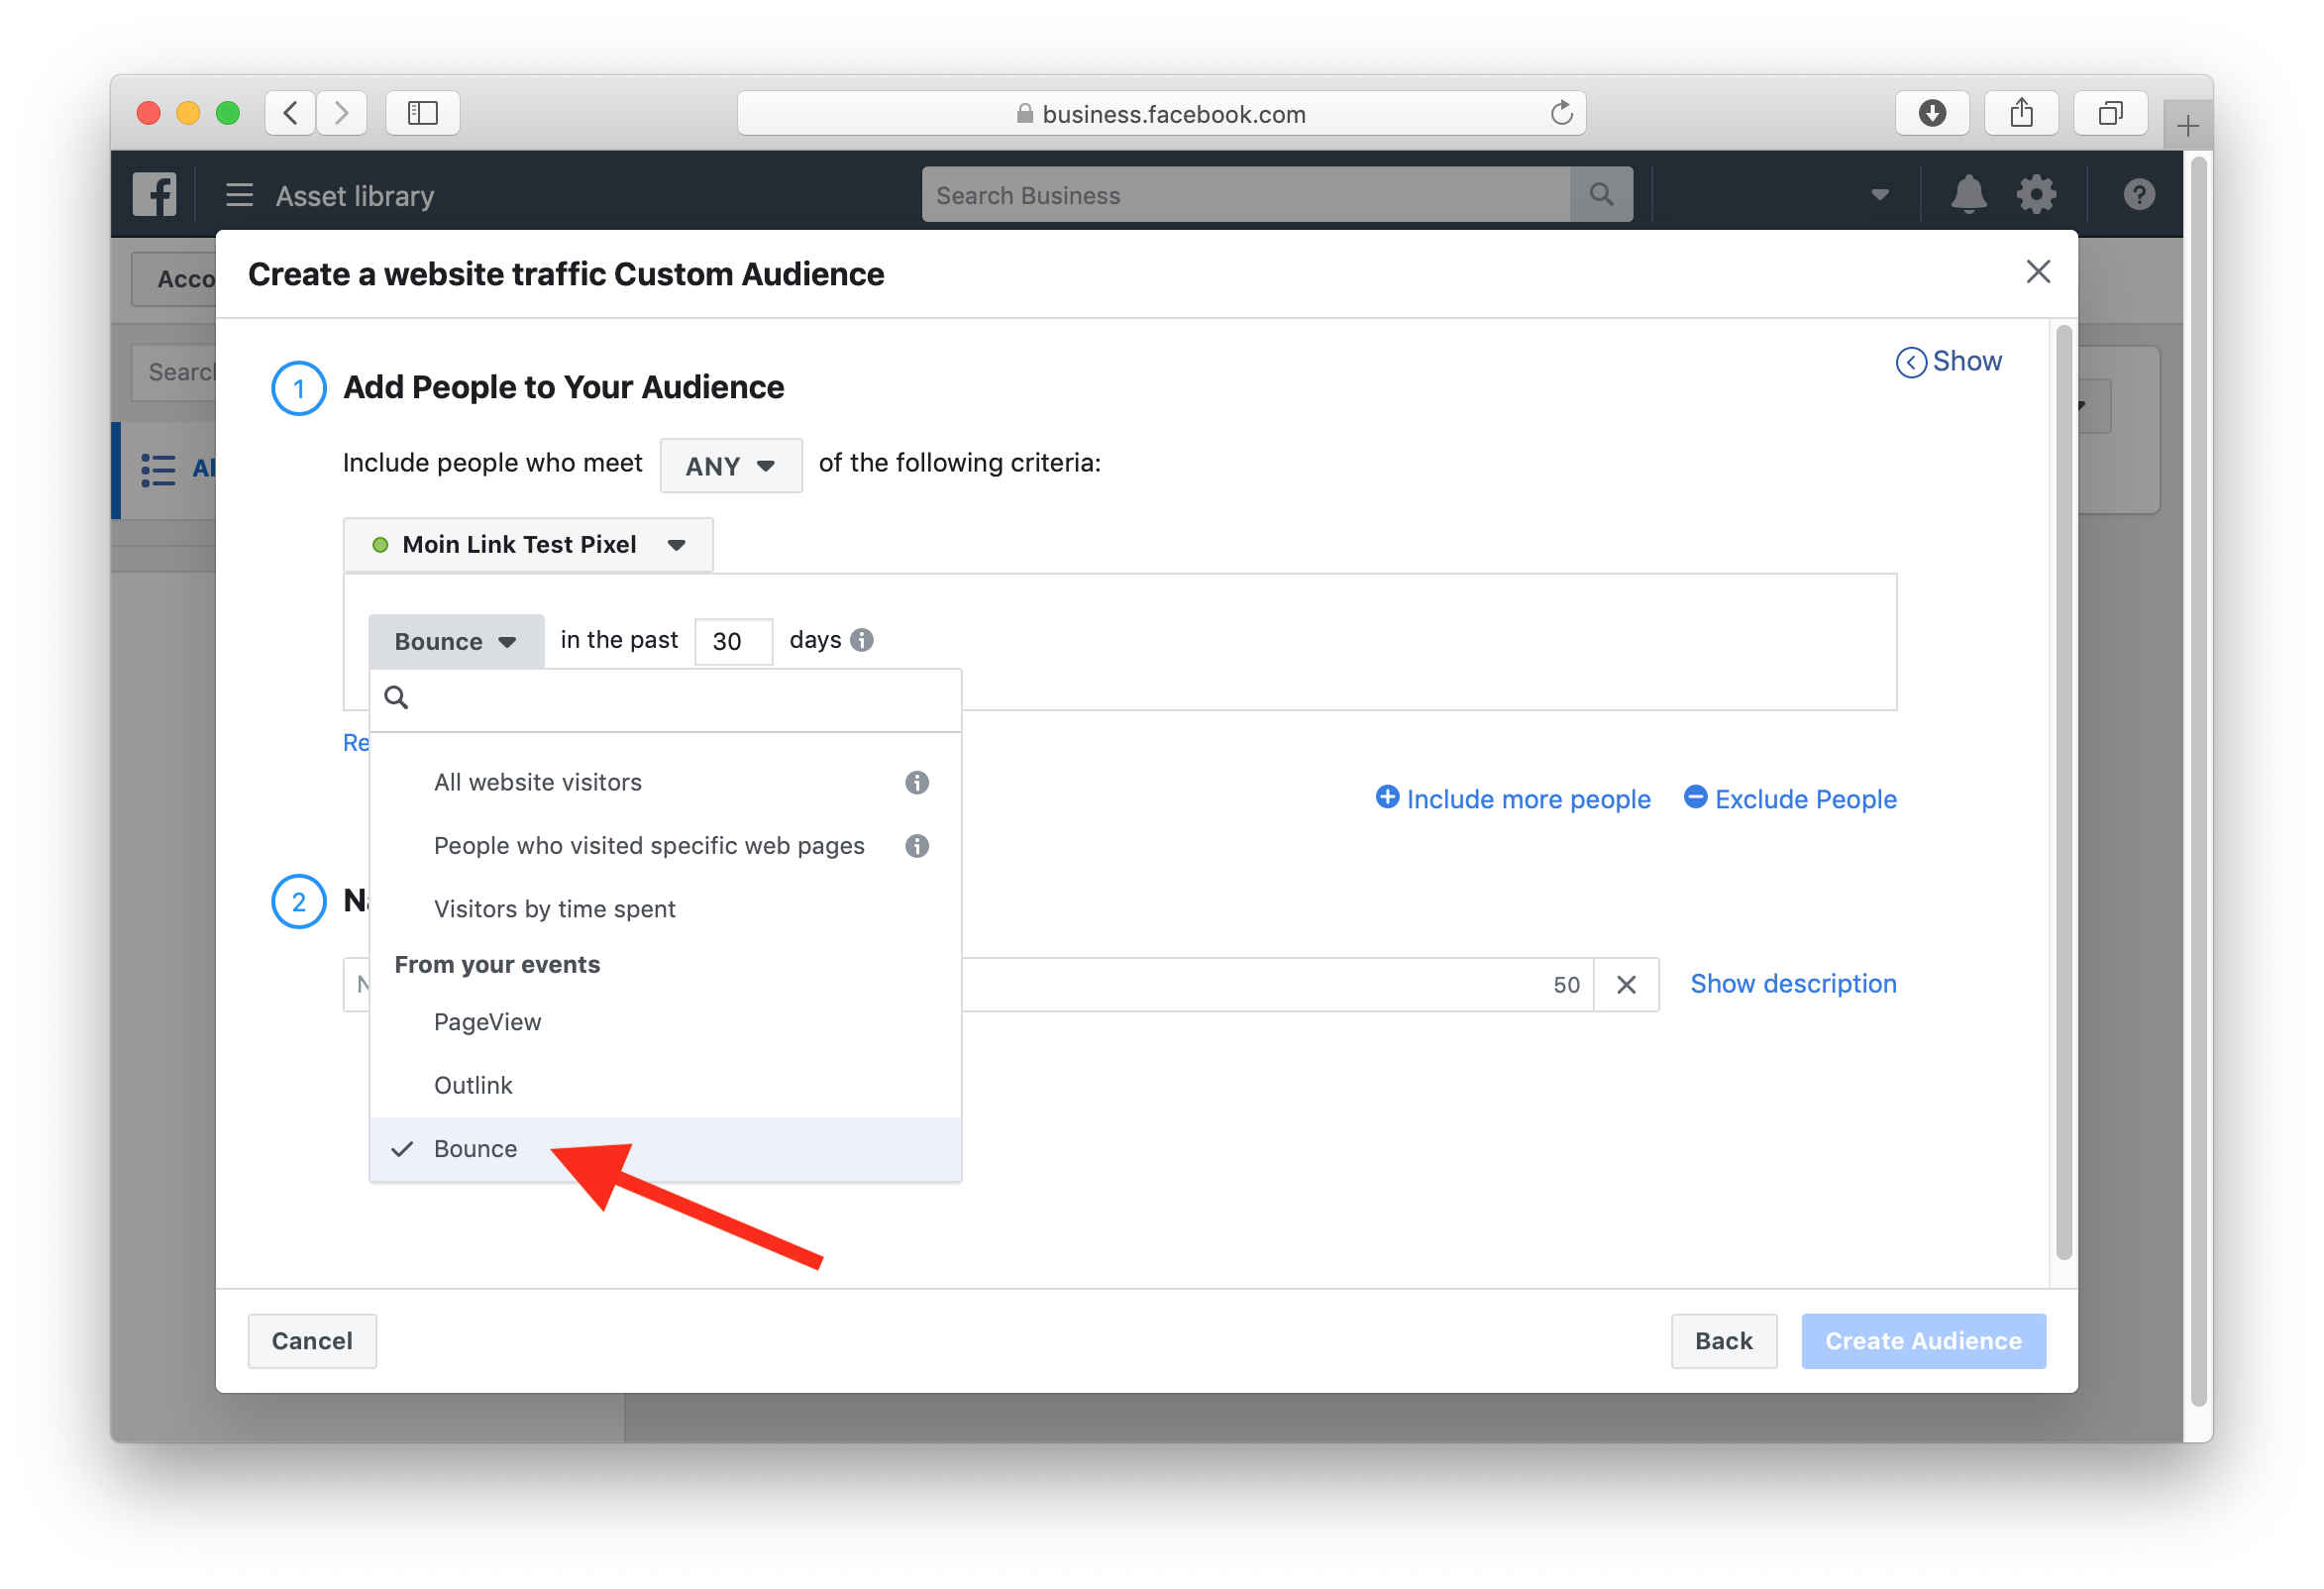 business.facebook.com
Asset library
Search Business
Create a website traffic Custom Audience
Acco
Show
1 Add People to Your Audience
Include people who meet ANY of the following criteria:
Moin Link Test Pixel
Bounce in the past 30 days
Re
All website visitors
Include more people Exclude People
People who visited specific web pages
2
Visitors by time spent
From your events
50 Show description
PageView
Outlink
Bounce
Cancel Back Create Audience